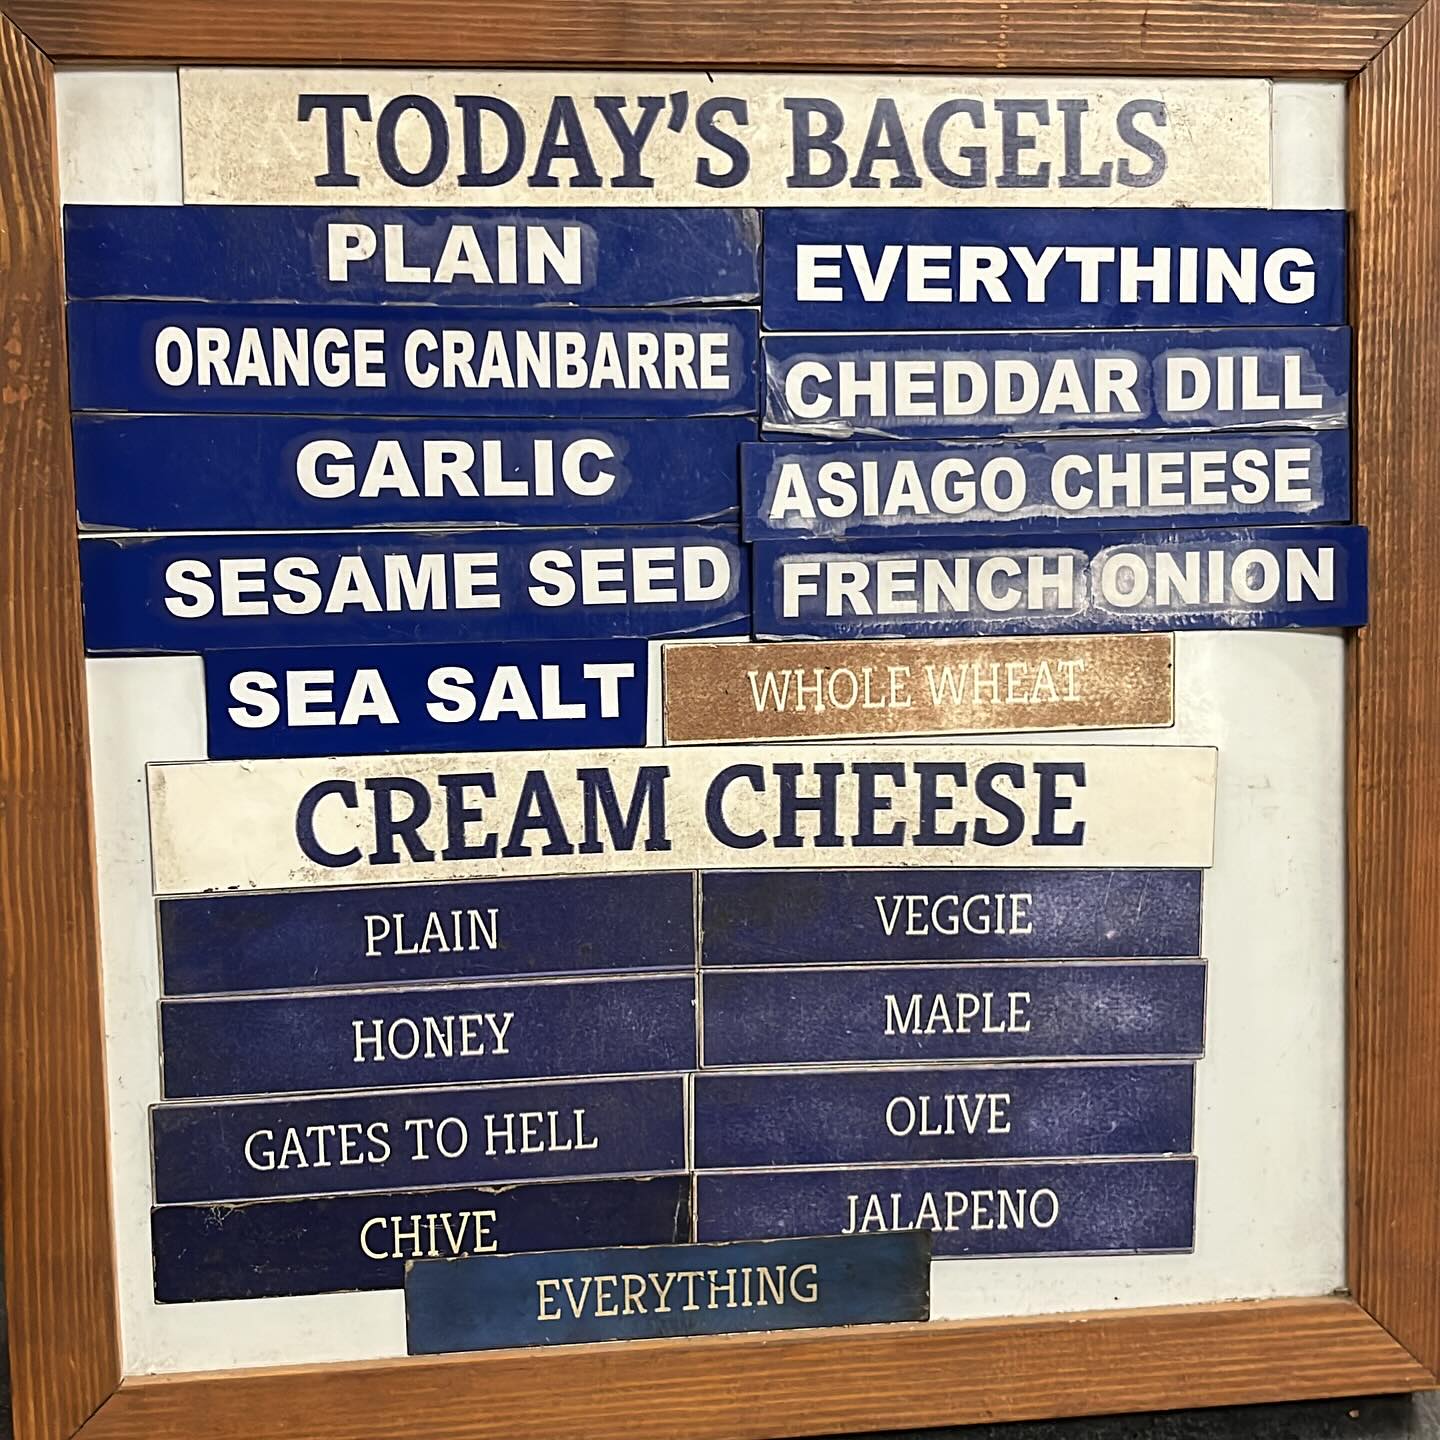 TODAY'S BAGELS
PLAIN
EVERYTHING
ORANGE CRANBARRE
CHEDDAR DILL
GARLIC
ASIAGO CHEESE
SESAME SEED
FRENCH ONION
SEA SALT
WHOLE WHEAT
CREAM CHEESE
PLAIN
VEGGIE
HONEY
MAPLE
GATES TO HELL
OLIVE
CHIVE
JALAPENO
EVERYTHING